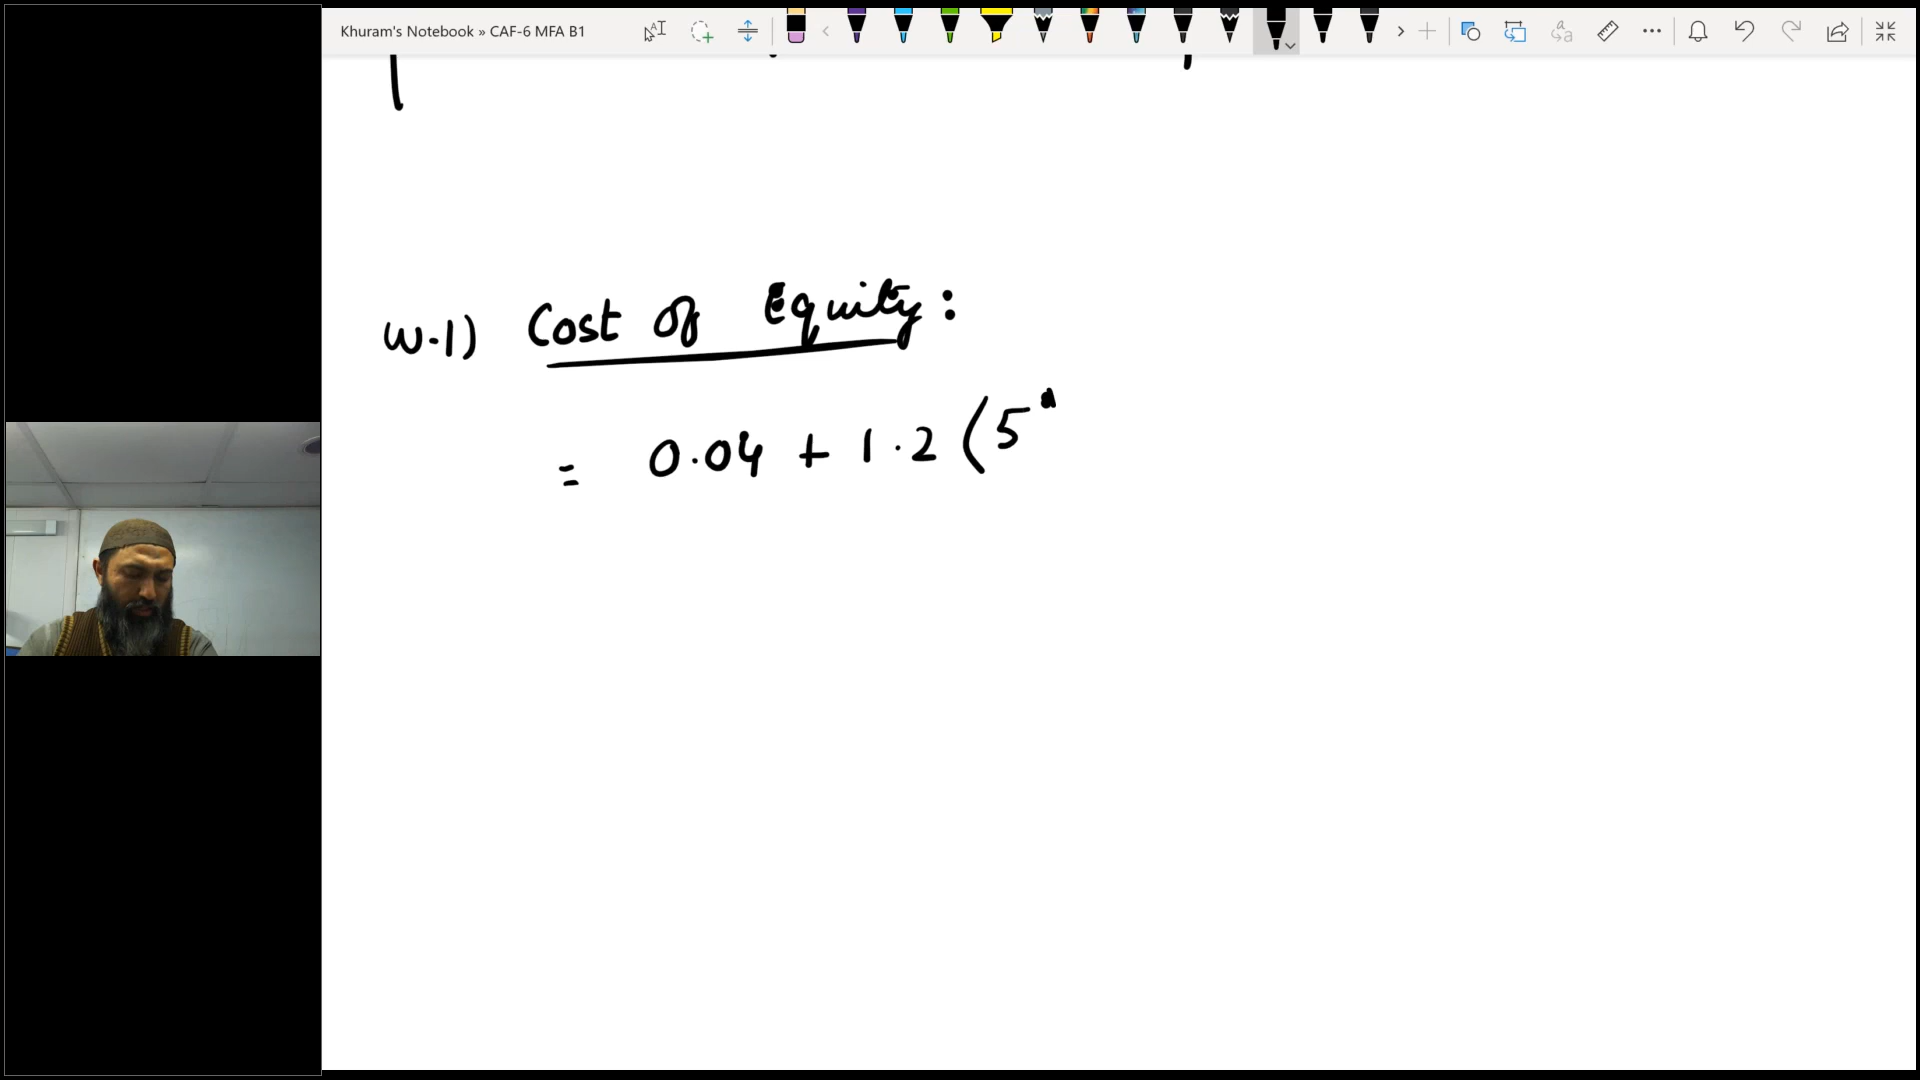 Khuram's Notebook » CAF-6 MFA B1
W-1) Cost of Equity:
= 0.04 + 1.2 (5